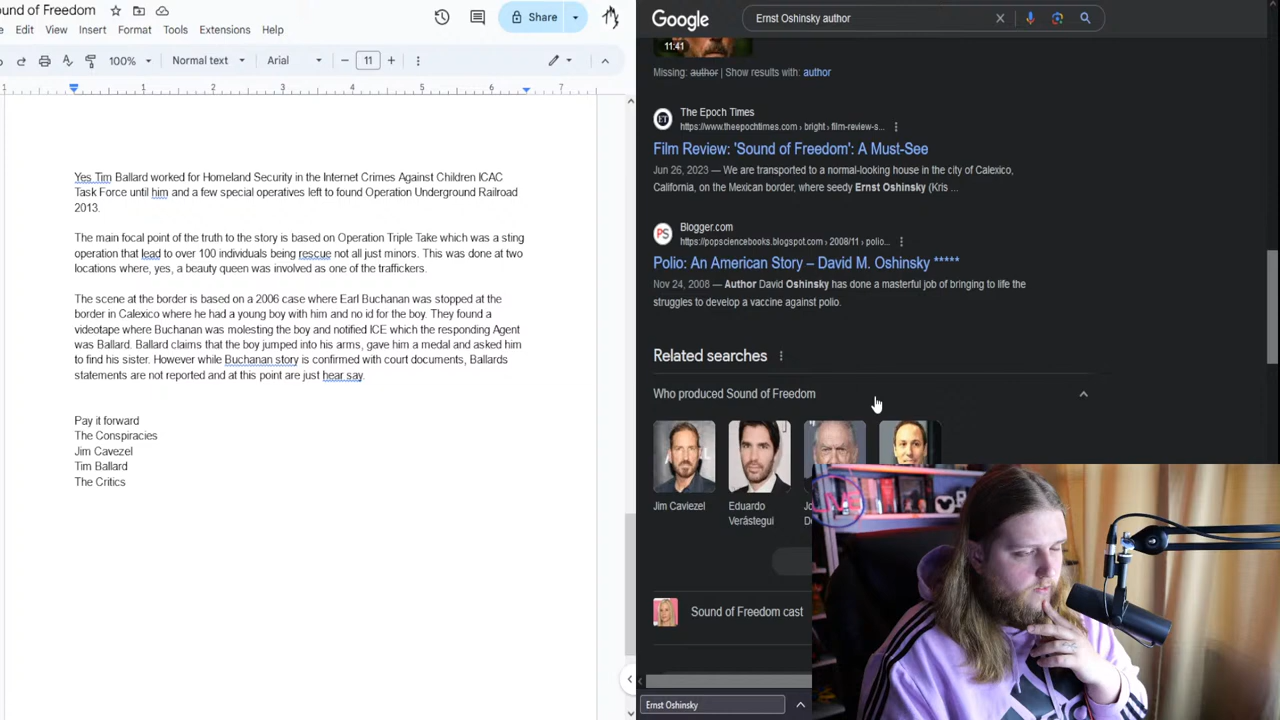 ound of Freedom
Share
it
View
Insert
Format
Tools
Extensions
Help
100%
Normal text
Arial
11
1
1
2
3
4
5
6
7
Yes Tim Ballard worked for Homeland Security in the Internet Crimes Against Children ICAC
Task Force until him and a few special operatives left to found Operation Underground Railroad
2013.
The main focal point of the truth to the story is based on Operation Triple Take which was a sting
operation that lead to over 100 individuals being rescue not all just minors. This was done at two
locations where, yes, a beauty queen was involved as one of the traffickers.
The scene at the border is based on a 2006 case where Earl Buchanan was stopped at the
border in Calexico where he had a young boy with him and no id for the boy. They found a
videotape where Buchanan was molesting the boy and notified ICE which the responding Agent
was Ballard. Ballard claims that the boy jumped into his arms, gave him a medal and asked him
to find his sister. However while Buchanan story is confirmed with court documents, Ballards
statements are not reported and at this point are just hear say.
Pay it forward
The Conspiracies
Jim Cavezel
Tim Ballard
The Critics
Google
Ernst Oshinsky author
11:41
Missing: author | Show results with: author
ET
The Epoch Times
https://www.theepochtimes.com › bright › film-review-s...
Film Review: 'Sound of Freedom': A Must-See
Jun 26, 2023 — We are transported to a normal-looking house in the city of Calexico,
California, on the Mexican border, where seedy Ernst Oshinsky (Kris ...
PS
Blogger.com
https://popsciencebooks.blogspot.com › 2008/11 › polio...
Polio: An American Story – David M. Oshinsky *****
Nov 24, 2008 — Author David Oshinsky has done a masterful job of bringing to life the
struggles to develop a vaccine against polio.
Related searches
Who produced Sound of Freedom
Jim Caviezel
Eduardo
Verástegui
Sound of Freedom cast
Ernst Oshinsky
LIVE